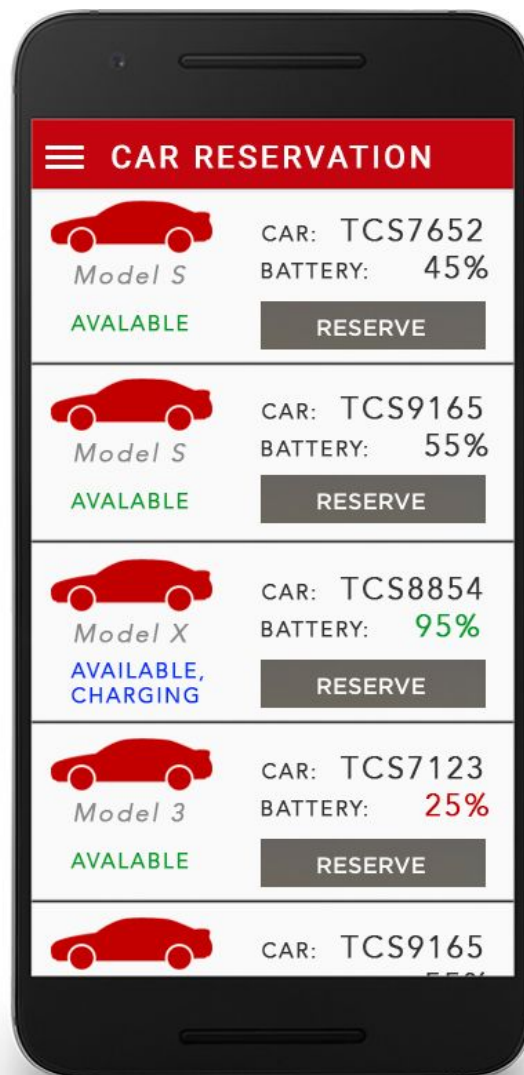 CAR RESERVATION
CAR: TCS7652
Model S
BATTERY: 45%
AVALABLE
RESERVE
CAR: TCS9165
Model S
BATTERY: 55%
AVALABLE
RESERVE
CAR: TCS8854
Model X
BATTERY: 95%
AVAILABLE,
CHARGING
RESERVE
CAR: TCS7123
Model 3
BATTERY: 25%
AVALABLE
RESERVE
CAR: TCS9165